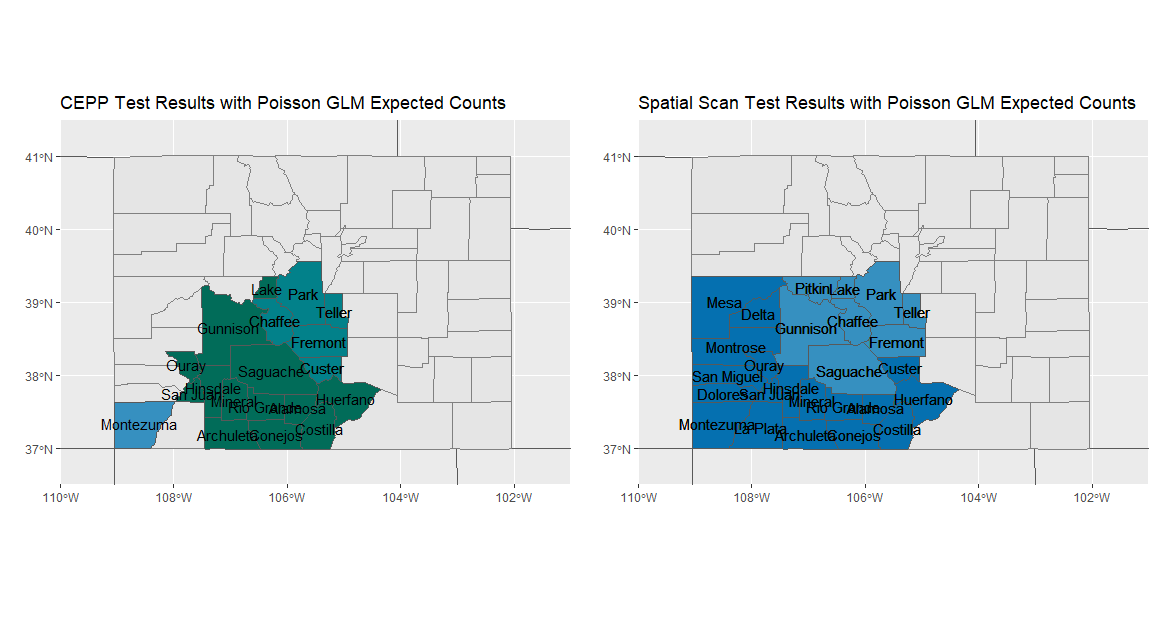 CEPP Test Results with Poisson GLM Expected Counts
41°N
40°N
39°N
38°N
37°N
110°W
108°W
106°W
104°W
102°W
Lake
Park
Teller
Chaffee
Gunnison
Fremont
Ouray
Custer
Saguache
Hinsdale
San Juan
Mineral
Huerfano
Rio Grande
Alamosa
Montezuma
Costilla
Archuleta
Conejos
Spatial Scan Test Results with Poisson GLM Expected Counts
41°N
40°N
39°N
38°N
37°N
110°W
108°W
106°W
104°W
102°W
Pitkin
Lake
Park
Mesa
Delta
Teller
Chaffee
Gunnison
Fremont
Montrose
Ouray
Custer
Saguache
San Miguel
Hinsdale
Dolores
San Juan
Mineral
Huerfano
Rio Grande
Alamosa
Montezuma
La Plata
Costilla
Archuleta
Conejos